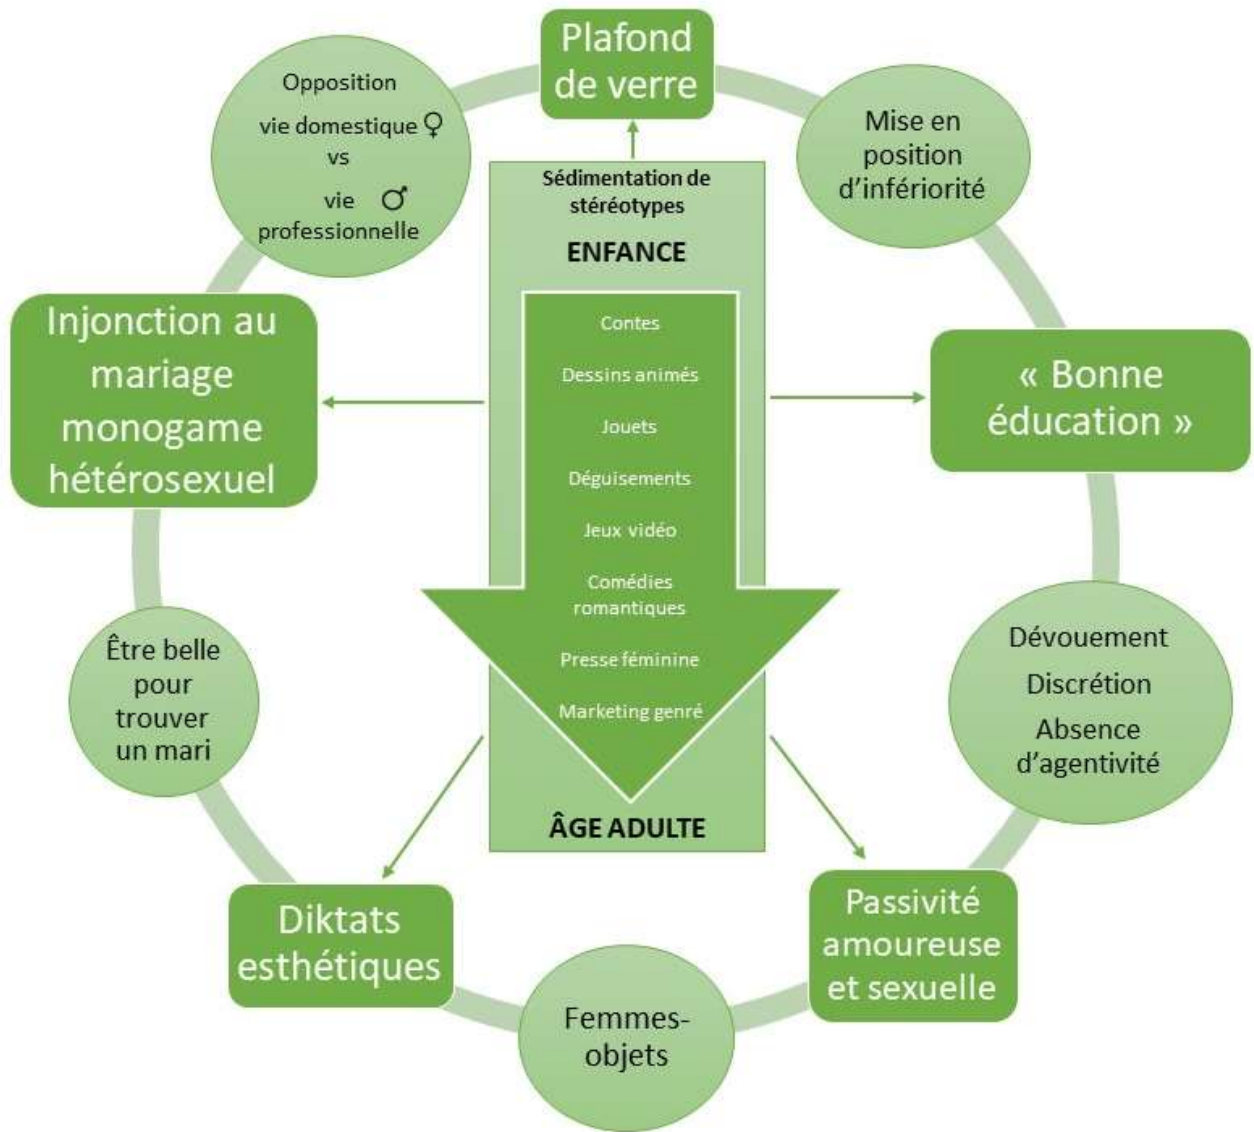 Plafond
de verre
Opposition
vie domestique ♀
vs
vie ♂
professionnelle
Mise en
position
d'infériorité
Sédimentation de
stéréotypes
ENFANCE
Contes
Dessins animés
Jouets
Déguisements
Jeux vidéo
Comédies
romantiques
Presse féminine
Marketing genré
ÂGE ADULTE
Injonction au
mariage
monogame
hétérosexuel
« Bonne
éducation »
Être belle
pour
trouver
un mari
Dévouement
Discrétion
Absence
d'agentivité
Diktats
esthétiques
Passivité
amoureuse
et sexuelle
Femmes-
objets